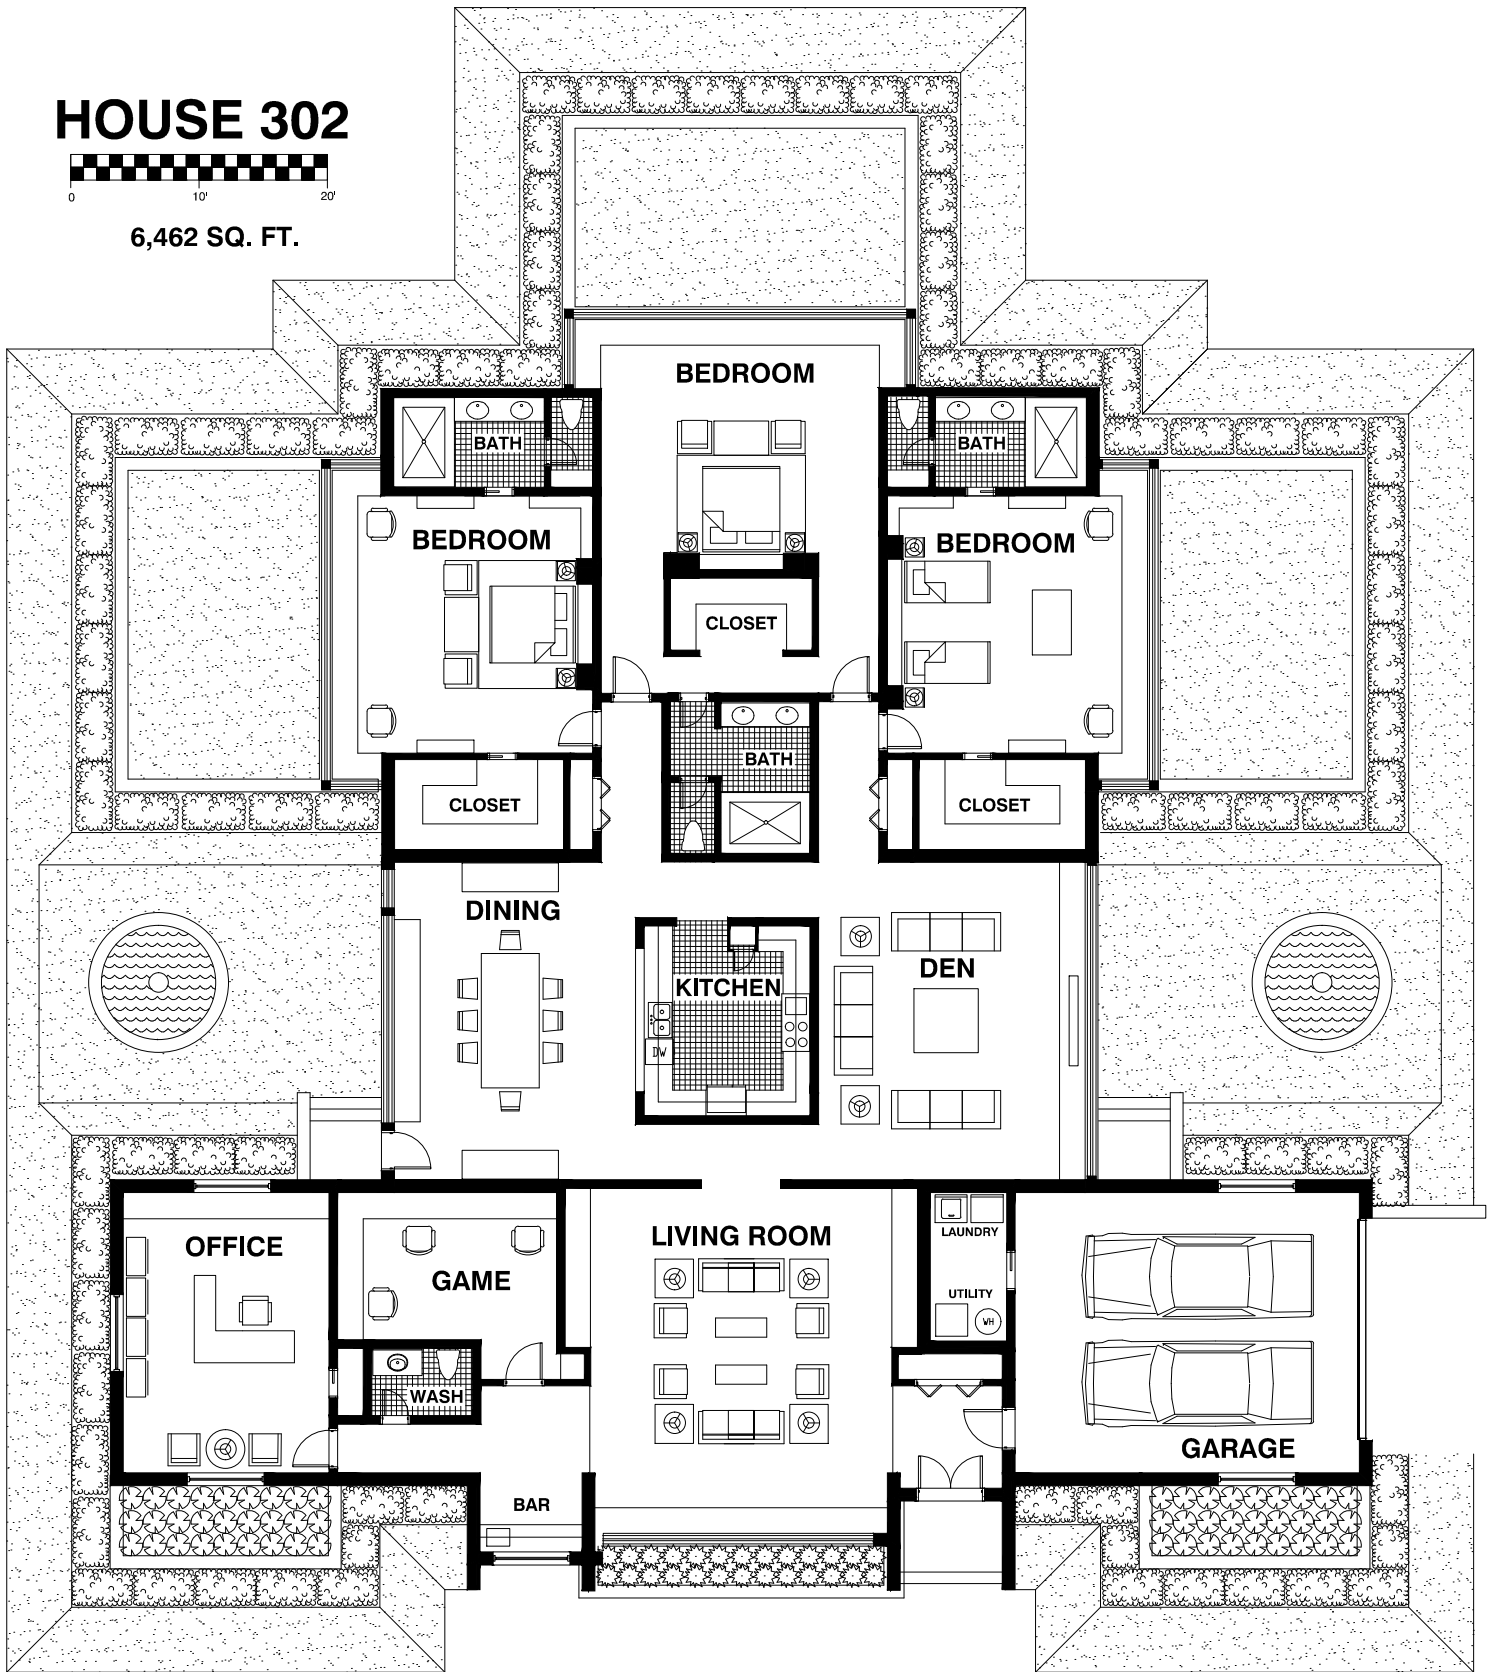 HOUSE 302
0 10' 20'
6,462 SQ. FT.
BEDROOM
BATH
BATH
BEDROOM
BEDROOM
CLOSET
BATH
CLOSET
CLOSET
DINING
DEN
KITCHEN
DW
LIVING ROOM
LAUNDRY
OFFICE
GAME
UTILITY
WH
WASH
GARAGE
BAR